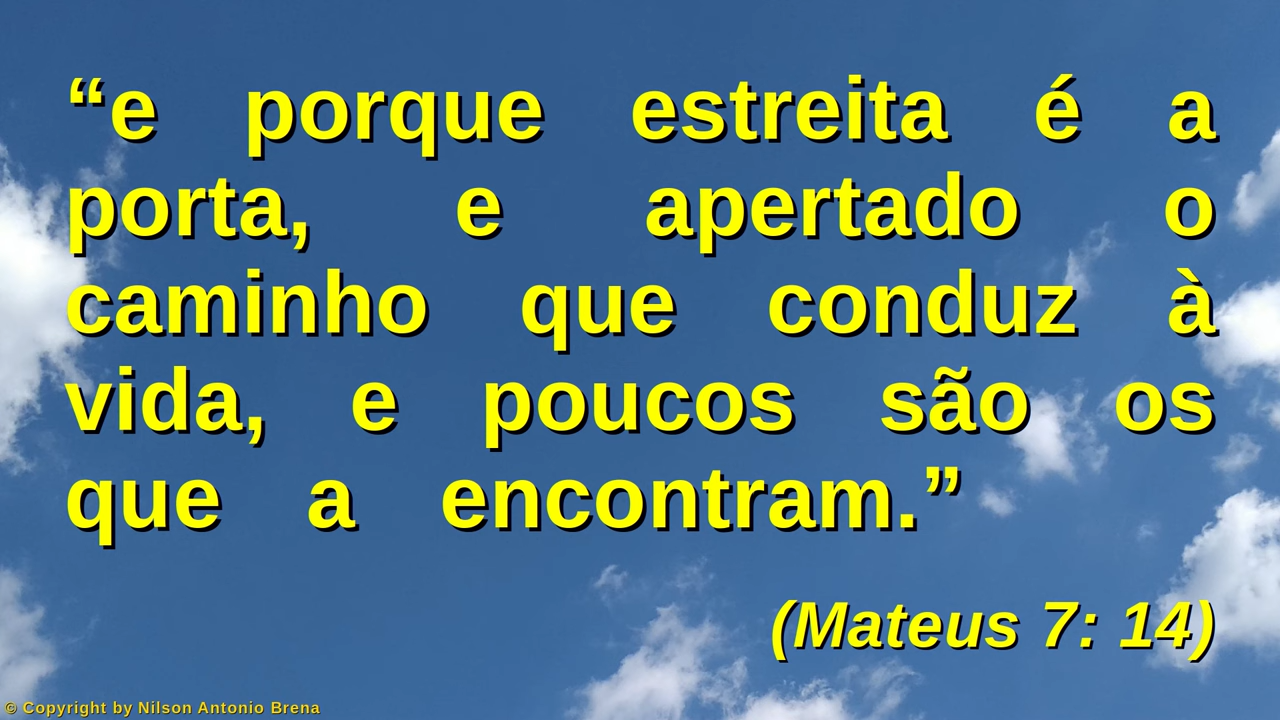 “e porque estreita é a
porta, e apertado o
caminho que conduz à
vida, e poucos são os
que a encontram.”
(Mateus 7: 14)
© Copyright by Nilson Antonio Brena